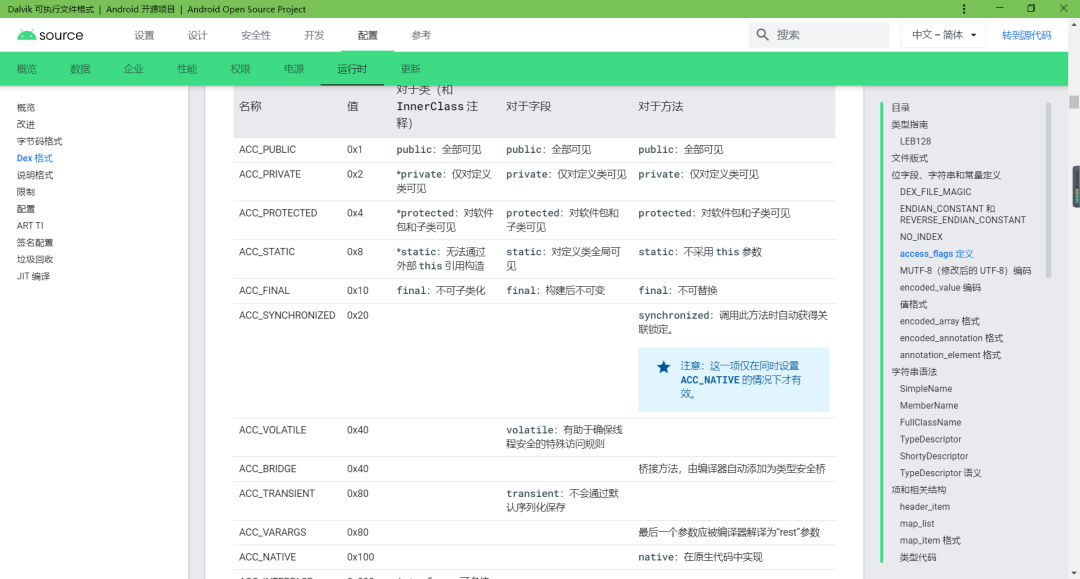 Dalvik 可执行文件格式 | Android 开源项目 | Android Open Source Project
source 设置 设计 安全性 开发 配置 参考 搜索 中文 – 简体 转到源代码
概览 数据 企业 性能 权限 电源 运行时 更新
概览
改进
字节码格式
Dex 格式
说明格式
限制
配置
ART TI
签名配置
垃圾回收
JIT 编译
名称 值 对于类（和 InnerClass 注释） 对于字段 对于方法
ACC_PUBLIC 0x1 public：全部可见 public：全部可见 public：全部可见
ACC_PRIVATE 0x2 *private：仅对定义类可见 private：仅对定义类可见 private：仅对定义类可见
ACC_PROTECTED 0x4 *protected：对软件包和子类可见 protected：对软件包和子类可见 protected：对软件包和子类可见
ACC_STATIC 0x8 *static：无法通过外部 this 引用构造 static：对定义类全局可见 static：不采用 this 参数
ACC_FINAL 0x10 final：不可子类化 final：构建后不可变 final：不可替换
ACC_SYNCHRONIZED 0x20 synchronized：调用此方法时自动获得关联锁定。
注意：这一项仅在同时设置
ACC_NATIVE 的情况下才有
效。
ACC_VOLATILE 0x40 volatile：有助于确保线程安全的特殊访问规则
ACC_BRIDGE 0x40 桥接方法，由编译器自动添加为类型安全桥
ACC_TRANSIENT 0x80 transient：不会通过默认序列化保存
ACC_VARARGS 0x80 最后一个参数应被编译器解译为“rest”参数
ACC_NATIVE 0x100 native：在原生代码中实现
目录
类型指南
LEB128
文件版式
位字段、字符串和常量定义
DEX_FILE_MAGIC
ENDIAN_CONSTANT 和
REVERSE_ENDIAN_CONSTANT
NO_INDEX
access_flags 定义
MUTF-8（修改后的 UTF-8）编码
encoded_value 编码
值格式
encoded_array 格式
encoded_annotation 格式
annotation_element 格式
字符串语法
SimpleName
MemberName
FullClassName
TypeDescriptor
ShortyDescriptor
TypeDescriptor 语义
项和相关结构
header_item
map_list
map_item 格式
类型代码